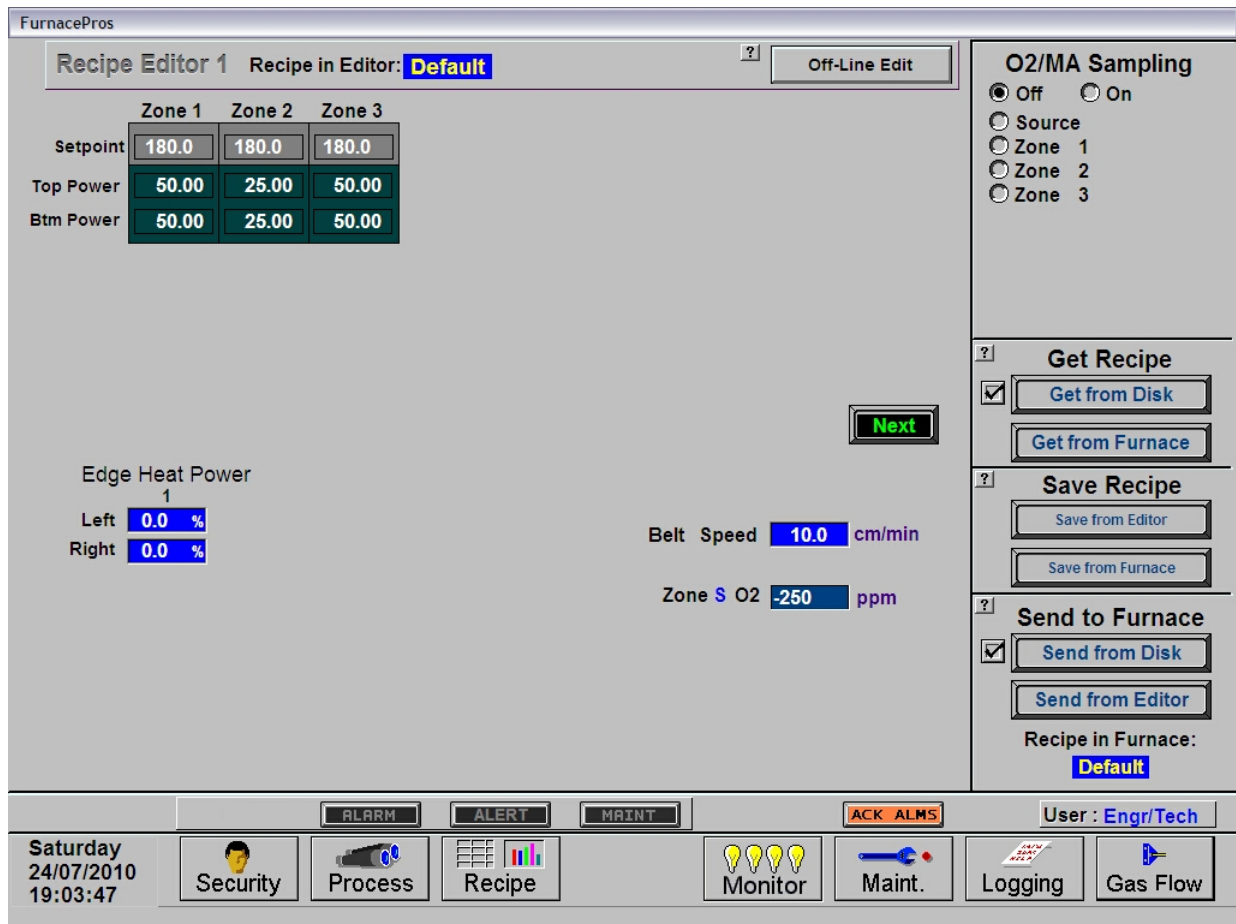 FurnacePros
Recipe Editor 1 Recipe in Editor: Default ? Off-Line Edit
Zone 1 Zone 2 Zone 3
Setpoint 180.0 180.0 180.0
Top Power 50.00 25.00 50.00
Btm Power 50.00 25.00 50.00
Next
Edge Heat Power
1
Left 0.0 %
Right 0.0 %
Belt Speed 10.0 cm/min
Zone S O2 -250 ppm
O2/MA Sampling
Off On
Source
Zone 1
Zone 2
Zone 3
? Get Recipe
Get from Disk
Get from Furnace
? Save Recipe
Save from Editor
Save from Furnace
? Send to Furnace
Send from Disk
Send from Editor
Recipe in Furnace:
Default
ALARM ALERT MAINT ACK ALMS User : Engr/Tech
Saturday
24/07/2010
19:03:47
Security Process Recipe Monitor Maint. Logging Gas Flow